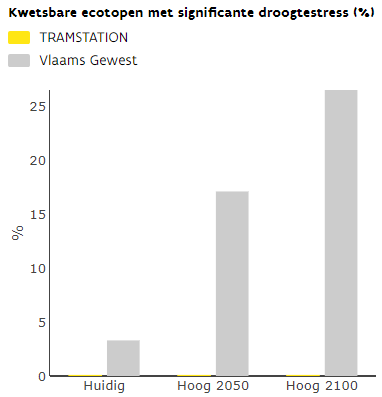 Kwetsbare ecotopen met significante droogtestress (%)
TRAMSTATION
Vlaams Gewest
25
20
15
10
5
0
%
Huidig
Hoog 2050
Hoog 2100